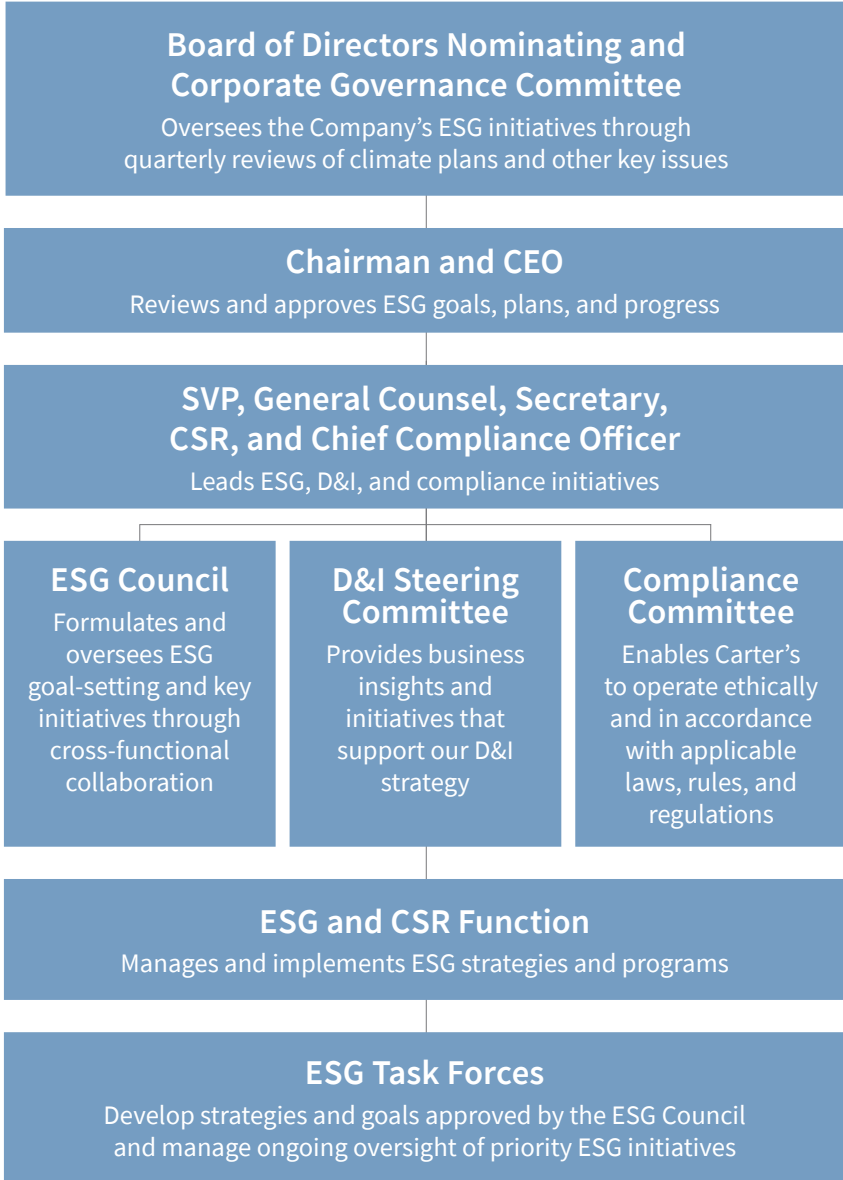 Board of Directors Nominating and
Corporate Governance Committee
Oversees the Company’s ESG initiatives through
quarterly reviews of climate plans and other key issues
Chairman and CEO
Reviews and approves ESG goals, plans, and progress
SVP, General Counsel, Secretary,
CSR, and Chief Compliance Officer
Leads ESG, D&I, and compliance initiatives
ESG Council
Formulates and
oversees ESG
goal-setting and key
initiatives through
cross-functional
collaboration
D&I Steering
Committee
Provides business
insights and
initiatives that
support our D&I
strategy
Compliance
Committee
Enables Carter’s
to operate ethically
and in accordance
with applicable
laws, rules, and
regulations
ESG and CSR Function
Manages and implements ESG strategies and programs
ESG Task Forces
Develop strategies and goals approved by the ESG Council
and manage ongoing oversight of priority ESG initiatives